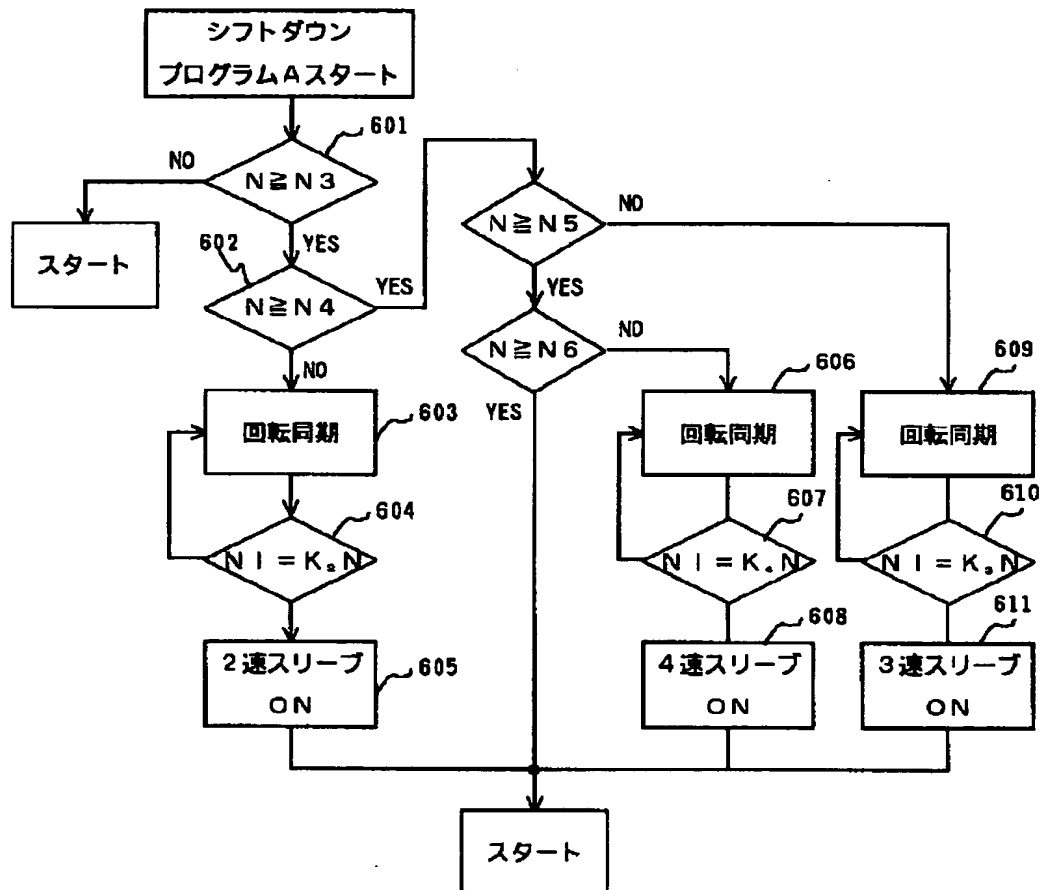 シフトダウン
プログラムAスタート
601
NO
N≧N3
スタート
YES
602
N≧N4
YES
NO
603
回転同期
604
NI=K₂N
2速スリーブ
ON
605
N≧N5
NO
YES
N≧N6
NO
YES
606
回転同期
607
NI=K₄N
608
4速スリーブ
ON
609
回転同期
610
NI=K₃N
611
3速スリーブ
ON
スタート